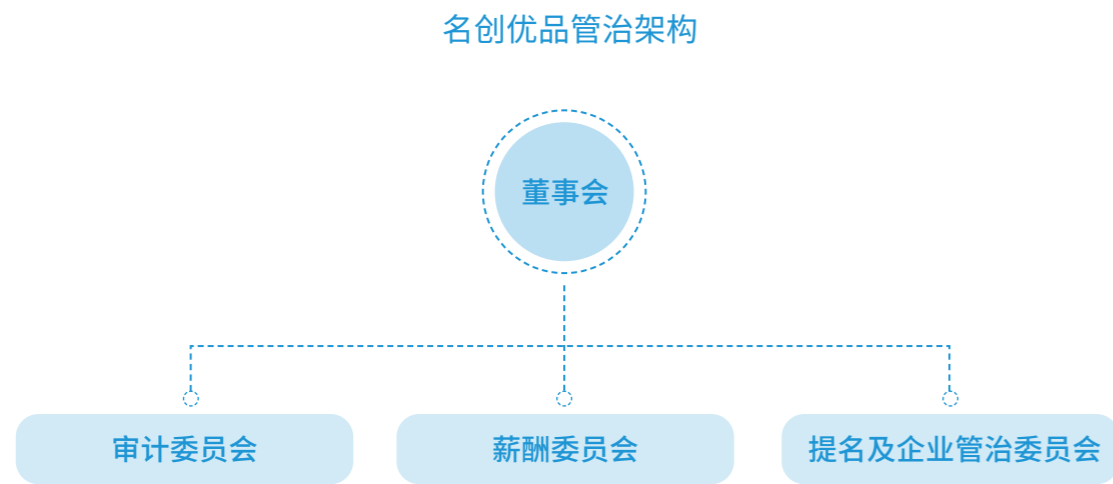 名创优品管治架构
董事会
审计委员会
薪酬委员会
提名及企业管治委员会